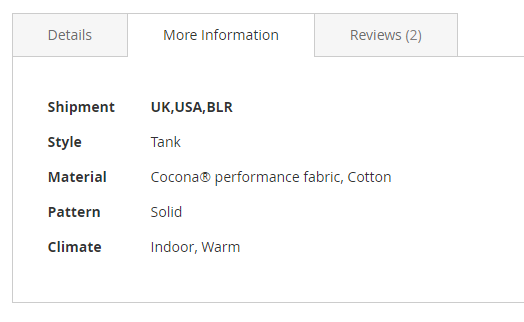 Details More Information Reviews (2)
Shipment UK,USA,BLR
Style Tank
Material Cocona® performance fabric, Cotton
Pattern Solid
Climate Indoor, Warm